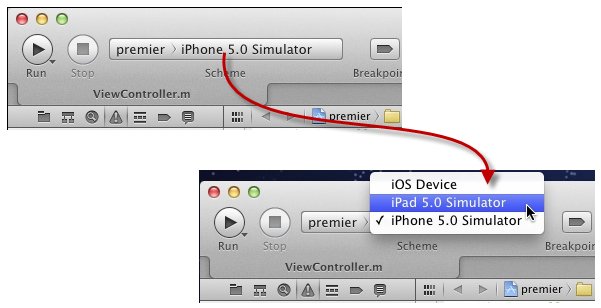 premier 〉 iPhone 5.0 Simulator
Run Stop Scheme Breakpoi
ViewController.m
premier
iOS Device
iPad 5.0 Simulator
premier 〉 ✓ iPhone 5.0 Simulator
Run Stop Scheme Breakpoin
ViewController.m
premier